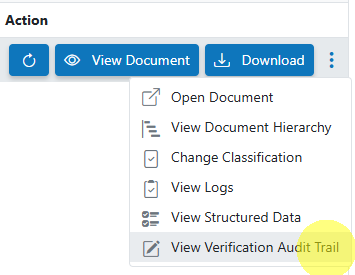 Action
View Document
Download
Open Document
View Document Hierarchy
Change Classification
View Logs
View Structured Data
View Verification Audit Trail